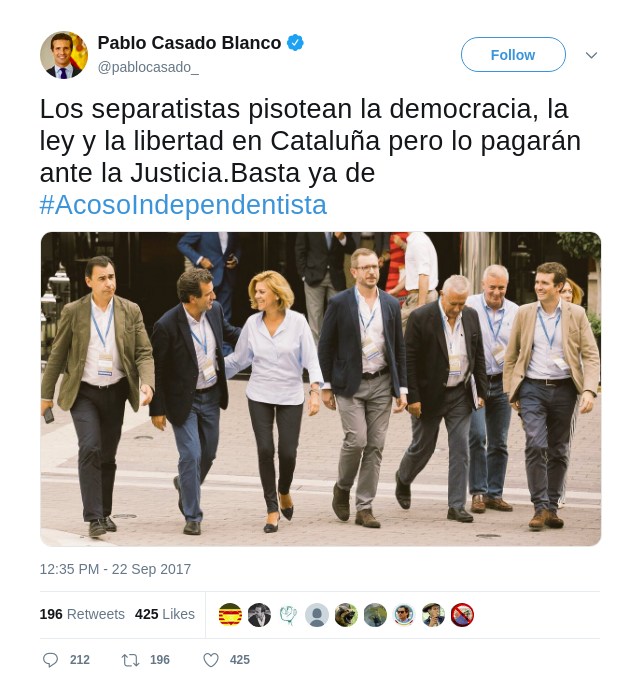 Pablo Casado Blanco
@pablocasado_
Follow
Los separatistas pisotean la democracia, la
ley y la libertad en Cataluña pero lo pagarán
ante la Justicia.Basta ya de
#AcosoIndependentista
12:35 PM - 22 Sep 2017
196 Retweets 425 Likes
212 196 425